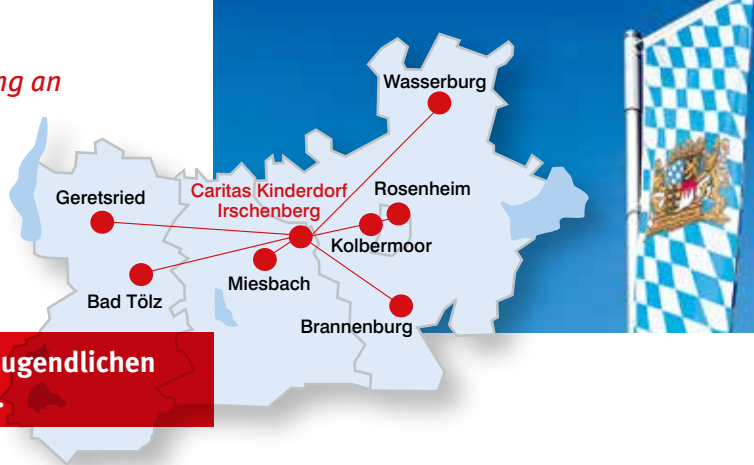 ng an
Wasserburg
Geretsried
Caritas Kinderdorf
Irschenberg
Rosenheim
Kolbermoor
Miesbach
Bad Tölz
Brannenburg
ugendlichen
.